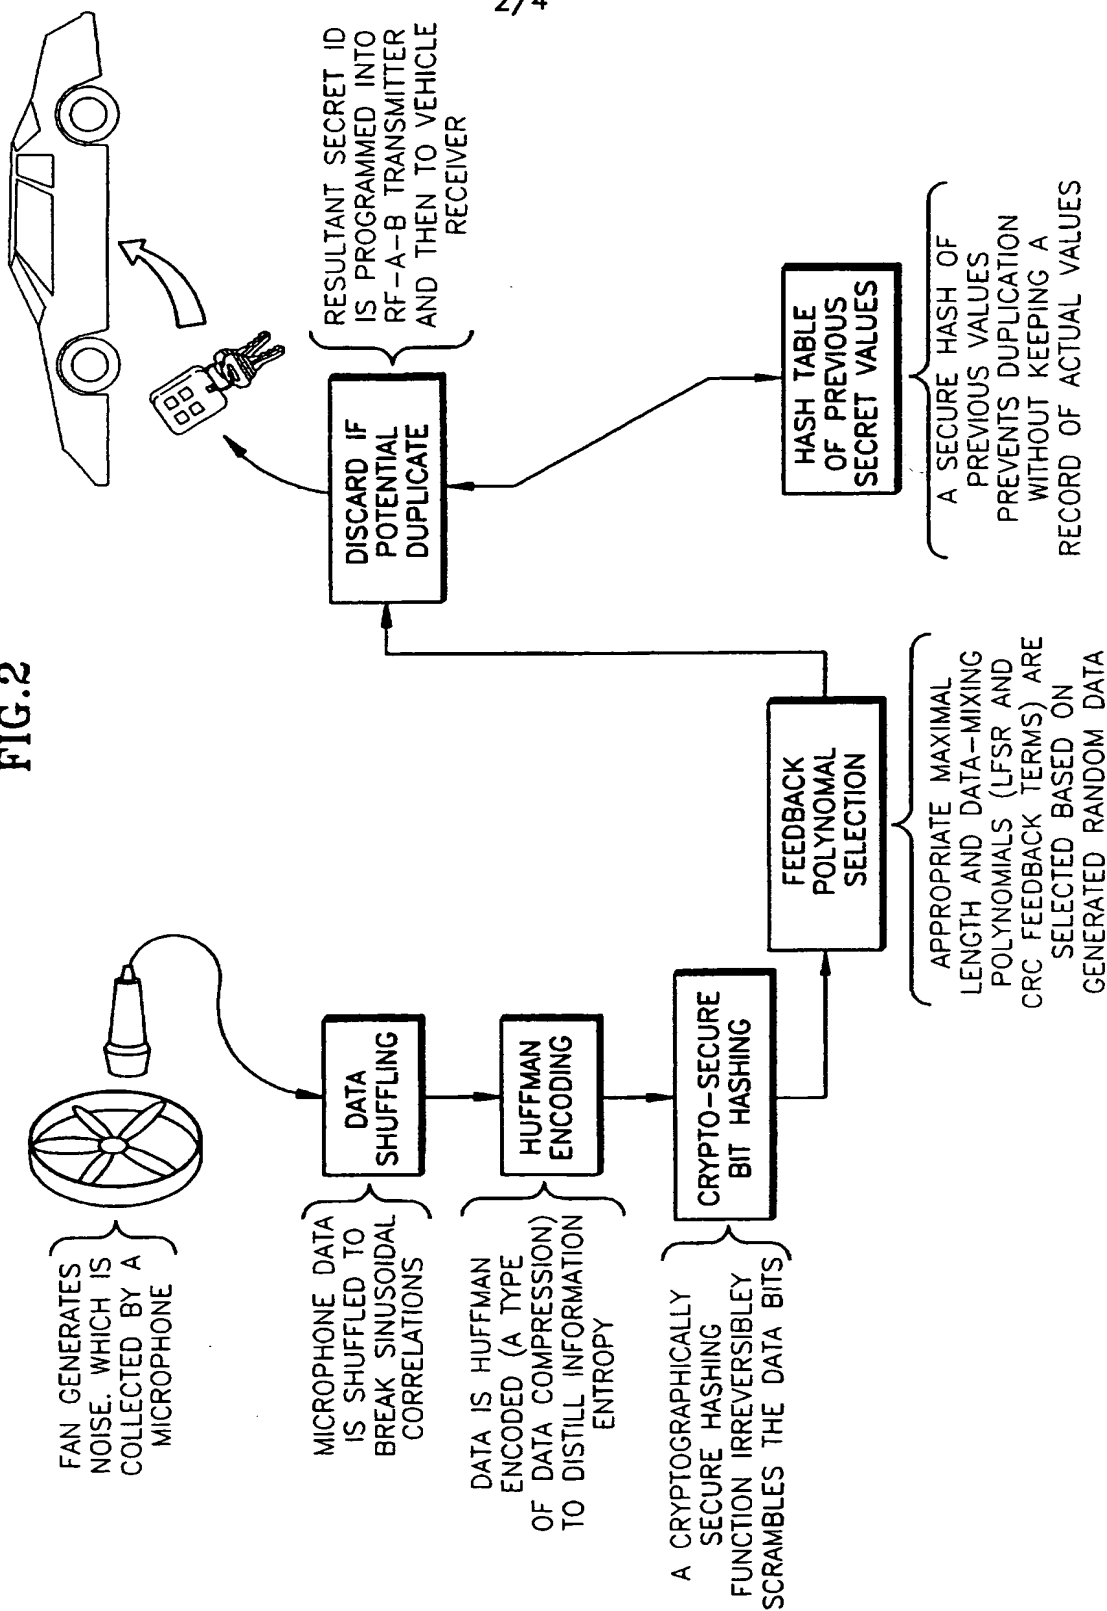 2/4
FIG.2
FAN GENERATES
NOISE. WHICH IS
COLLECTED BY A
MICROPHONE
MICROPHONE DATA
IS SHUFFLED TO
BREAK SINUSOIDAL
CORRELATIONS
DATA
SHUFFLING
DATA IS HUFFMAN
ENCODED (A TYPE
OF DATA COMPRESSION)
TO DISTILL INFORMATION
ENTROPY
HUFFMAN
ENCODING
A CRYPTOGRAPHICALLY
SECURE HASHING
FUNCTION IRREVERSIBLEY
SCRAMBLES THE DATA BITS
CRYPTO-SECURE
BIT HASHING
FEEDBACK
POLYNOMAL
SELECTION
APPROPRIATE MAXIMAL
LENGTH AND DATA-MIXING
POLYNOMIALS (LFSR AND
CRC FEEDBACK TERMS) ARE
SELECTED BASED ON
GENERATED RANDOM DATA
DISCARD IF
POTENTIAL
DUPLICATE
RESULTANT SECRET ID
IS PROGRAMMED INTO
RF-A-B TRANSMITTER
AND THEN TO VEHICLE
RECEIVER
HASH TABLE
OF PREVIOUS
SECRET VALUES
A SECURE HASH OF
PREVIOUS VALUES
PREVENTS DUPLICATION
WITHOUT KEEPING A
RECORD OF ACTUAL VALUES